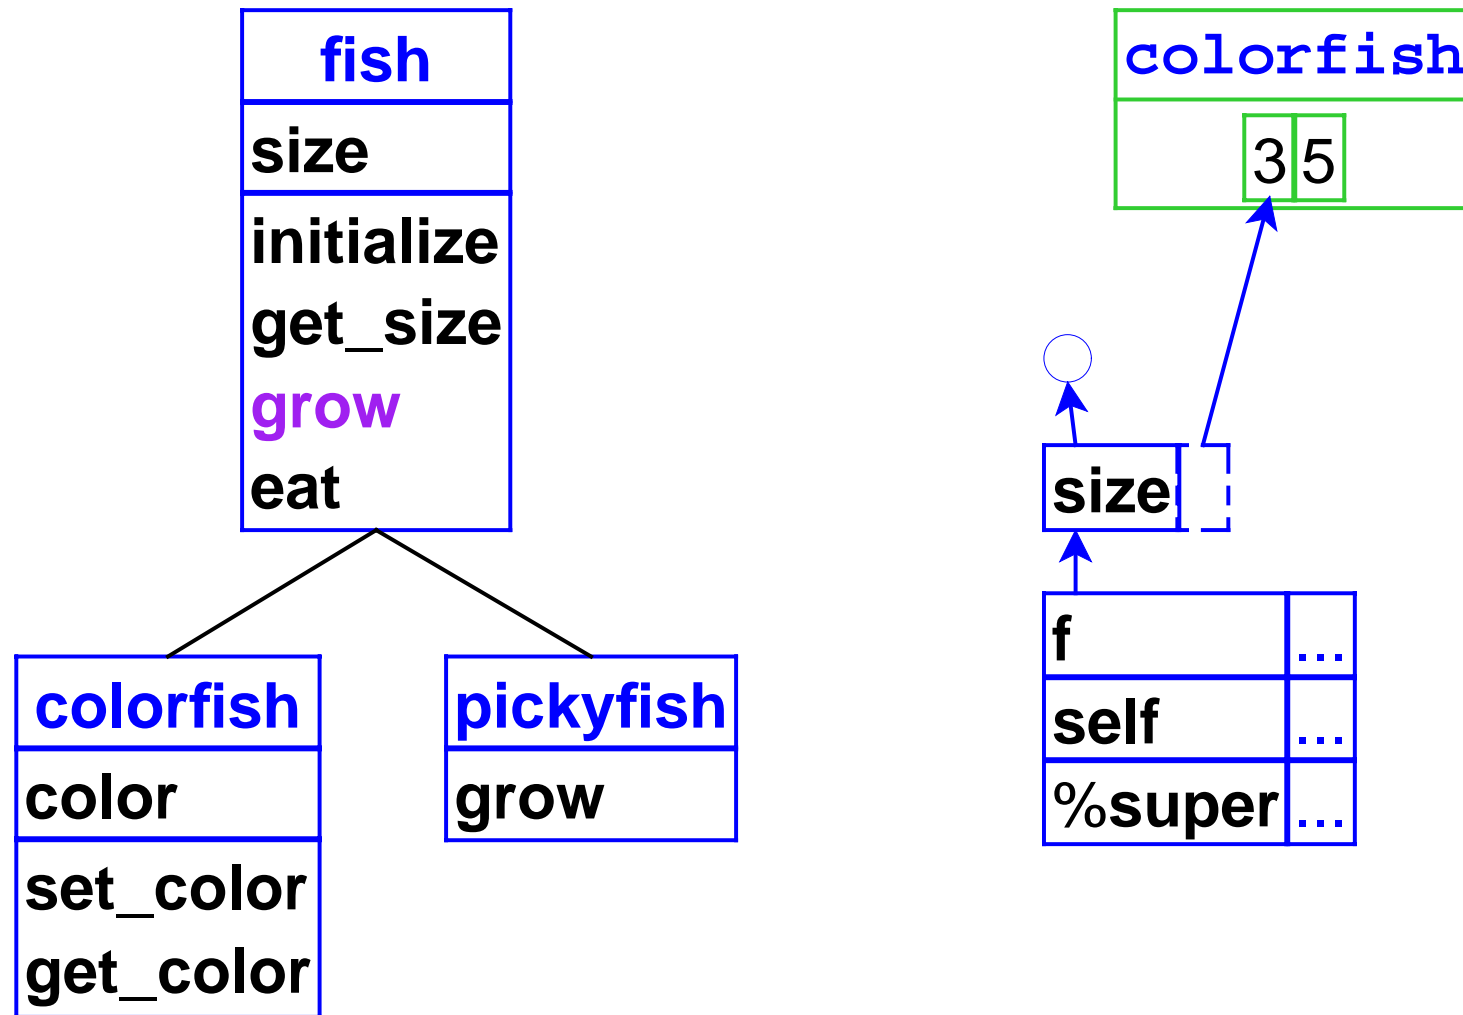 fish
size
initialize
get_size
grow
eat
colorfish
color
set_color
get_color
pickyfish
grow
colorfish
3 5
size
f ...
self ...
%super ...